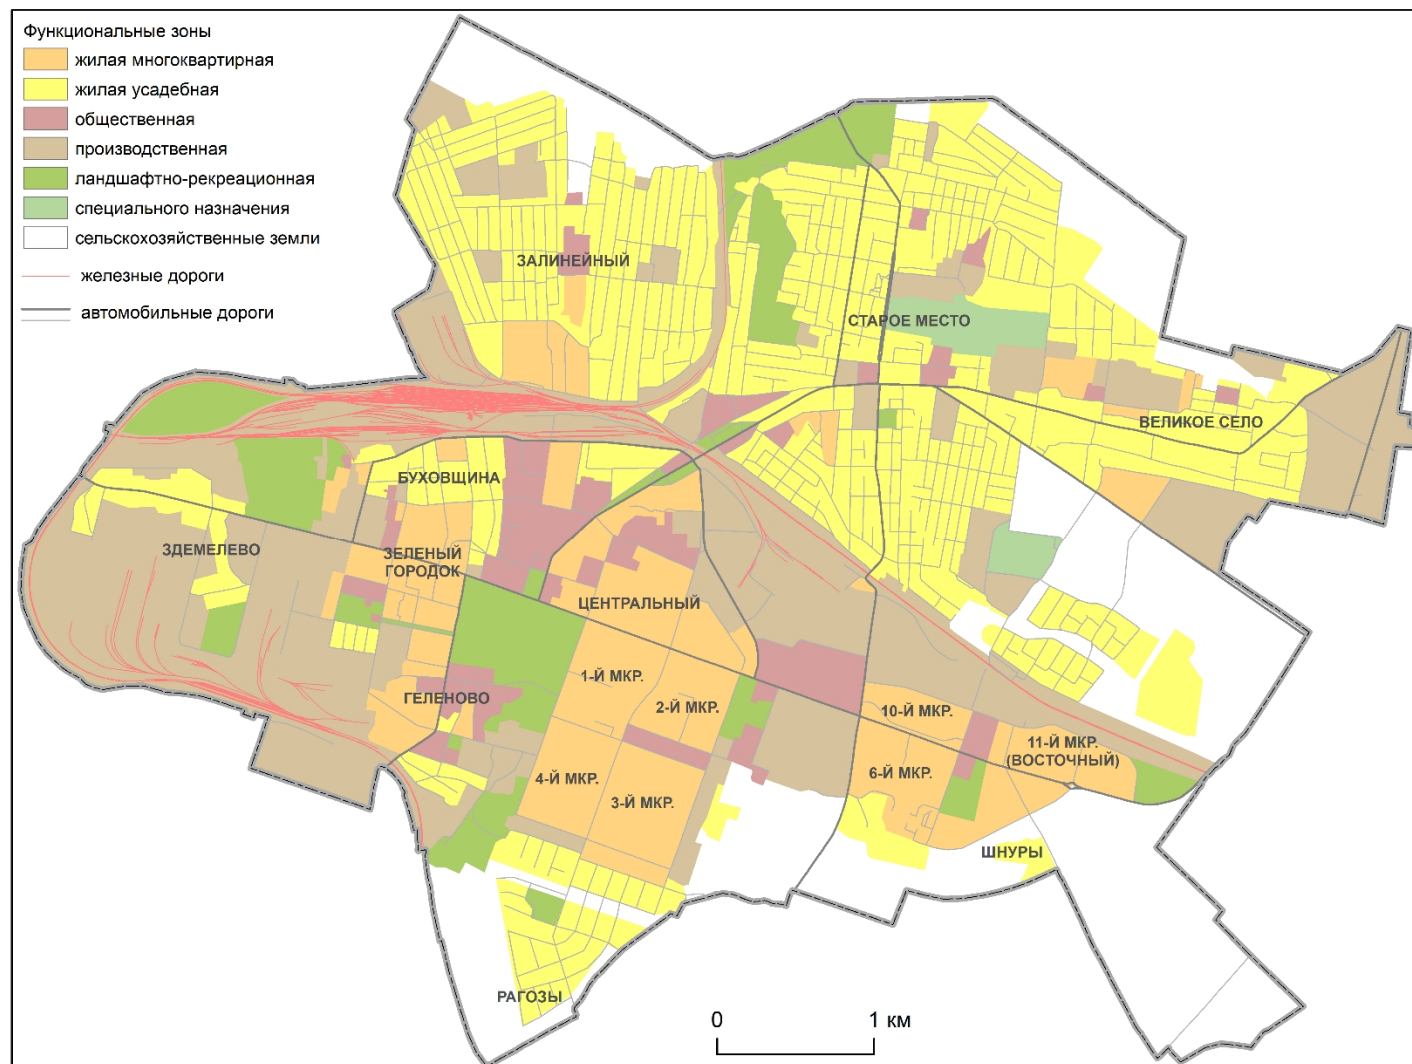 Функциональные зоны
жилая многоквартирная
жилая усадебная
общественная
производственная
ландшафтно-рекреационная
специального назначения
сельскохозяйственные земли
железные дороги
автомобильные дороги
ЗАЛИНЕЙНЫЙ
СТАРОЕ МЕСТО
ВЕЛИКОЕ СЕЛО
БУХОВЩИНА
ЗДЕМЕЛЕВО
ЗЕЛЕНЫЙ
ГОРОДОК
ЦЕНТРАЛЬНЫЙ
1-Й МКР.
ГЕЛЕНОВО
2-Й МКР.
10-Й МКР.
11-Й МКР.
(ВОСТОЧНЫЙ)
4-Й МКР.
6-Й МКР.
3-Й МКР.
ШНУРЫ
РАГОЗЫ
0 1 км